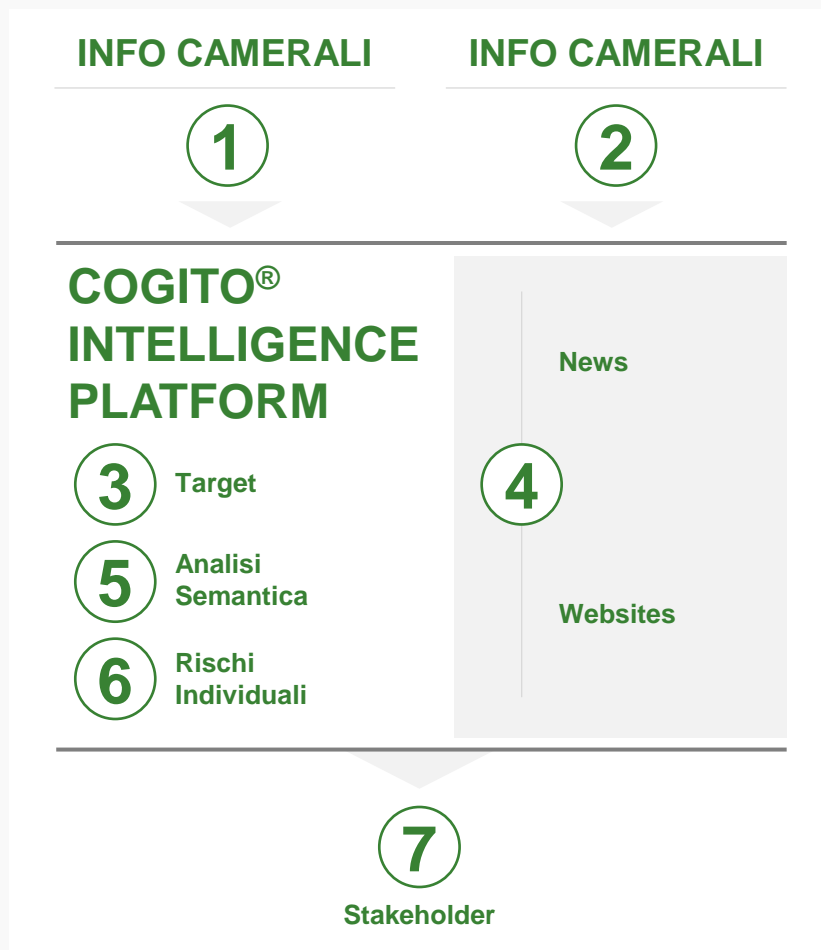 INFO CAMERALI
INFO CAMERALI
1
2
COGITO®
INTELLIGENCE
PLATFORM
3
Target
5
Analisi
Semantica
6
Rischi
Individuali
News
4
Websites
7
Stakeholder